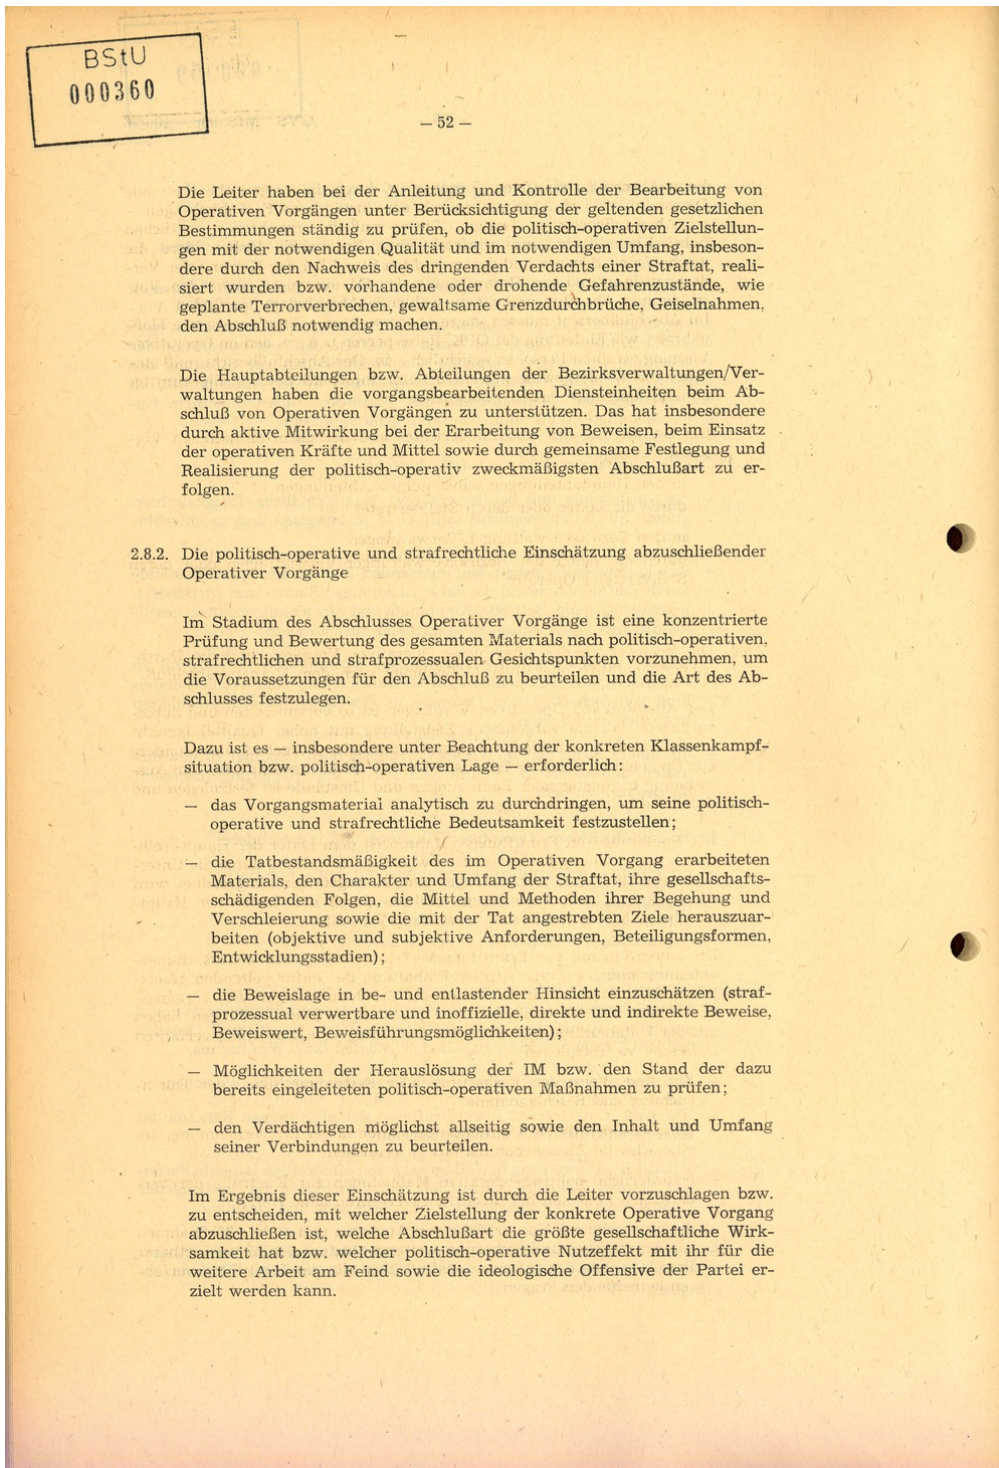 BStU
000360
— 52 —
Die Leiter haben bei der Anleitung und Kontrolle der Bearbeitung von
Operativen Vorgängen unter Berücksichtigung der geltenden gesetzlichen
Bestimmungen ständig zu prüfen, ob die politisch-operativen Zielstellun-
gen mit der notwendigen Qualität und im notwendigen Umfang, insbeson-
dere durch den Nachweis des dringenden Verdachts einer Straftat, reali-
siert wurden bzw. vorhandene oder drohende Gefahrenzustände, wie
geplante Terrorverbrechen, gewaltsame Grenzdurchbrüche, Geiselnahmen,
den Abschluß notwendig machen.
Die Hauptabteilungen bzw. Abteilungen der Bezirksverwaltungen/Ver-
waltungen haben die vorgangsbearbeitenden Diensteinheiten beim Ab-
schluß von Operativen Vorgängen zu unterstützen. Das hat insbesondere
durch aktive Mitwirkung bei der Erarbeitung von Beweisen, beim Einsatz
der operativen Kräfte und Mittel sowie durch gemeinsame Festlegung und
Realisierung der politisch-operativ zweckmäßigsten Abschlußart zu er-
folgen.
2.8.2. Die politisch-operative und strafrechtliche Einschätzung abzuschließender
Operativer Vorgänge
Im Stadium des Abschlusses Operativer Vorgänge ist eine konzentrierte
Prüfung und Bewertung des gesamten Materials nach politisch-operativen,
strafrechtlichen und strafprozessualen Gesichtspunkten vorzunehmen, um
die Voraussetzungen für den Abschluß zu beurteilen und die Art des Ab-
schlusses festzulegen.
Dazu ist es — insbesondere unter Beachtung der konkreten Klassenkampf-
situation bzw. politisch-operativen Lage — erforderlich:
— das Vorgangsmaterial analytisch zu durchdringen, um seine politisch-
operative und strafrechtliche Bedeutsamkeit festzustellen;
— die Tatbestandsmäßigkeit des im Operativen Vorgang erarbeiteten
Materials, den Charakter und Umfang der Straftat, ihre gesellschafts-
schädigenden Folgen, die Mittel und Methoden ihrer Begehung und
Verschleierung sowie die mit der Tat angestrebten Ziele herauszuar-
beiten (objektive und subjektive Anforderungen, Beteiligungsformen,
Entwicklungsstadien);
— die Beweislage in be- und entlastender Hinsicht einzuschätzen (straf-
prozessual verwertbare und inoffizielle, direkte und indirekte Beweise,
Beweiswert, Beweisführungsmöglichkeiten);
— Möglichkeiten der Herauslösung der IM bzw. den Stand der dazu
bereits eingeleiteten politisch-operativen Maßnahmen zu prüfen;
— den Verdächtigen möglichst allseitig sowie den Inhalt und Umfang
seiner Verbindungen zu beurteilen.
Im Ergebnis dieser Einschätzung ist durch die Leiter vorzuschlagen bzw.
zu entscheiden, mit welcher Zielstellung der konkrete Operative Vorgang
abzuschließen ist, welche Abschlußart die größte gesellschaftliche Wirk-
samkeit hat bzw. welcher politisch-operative Nutzeffekt mit ihr für die
weitere Arbeit am Feind sowie die ideologische Offensive der Partei er-
zielt werden kann.